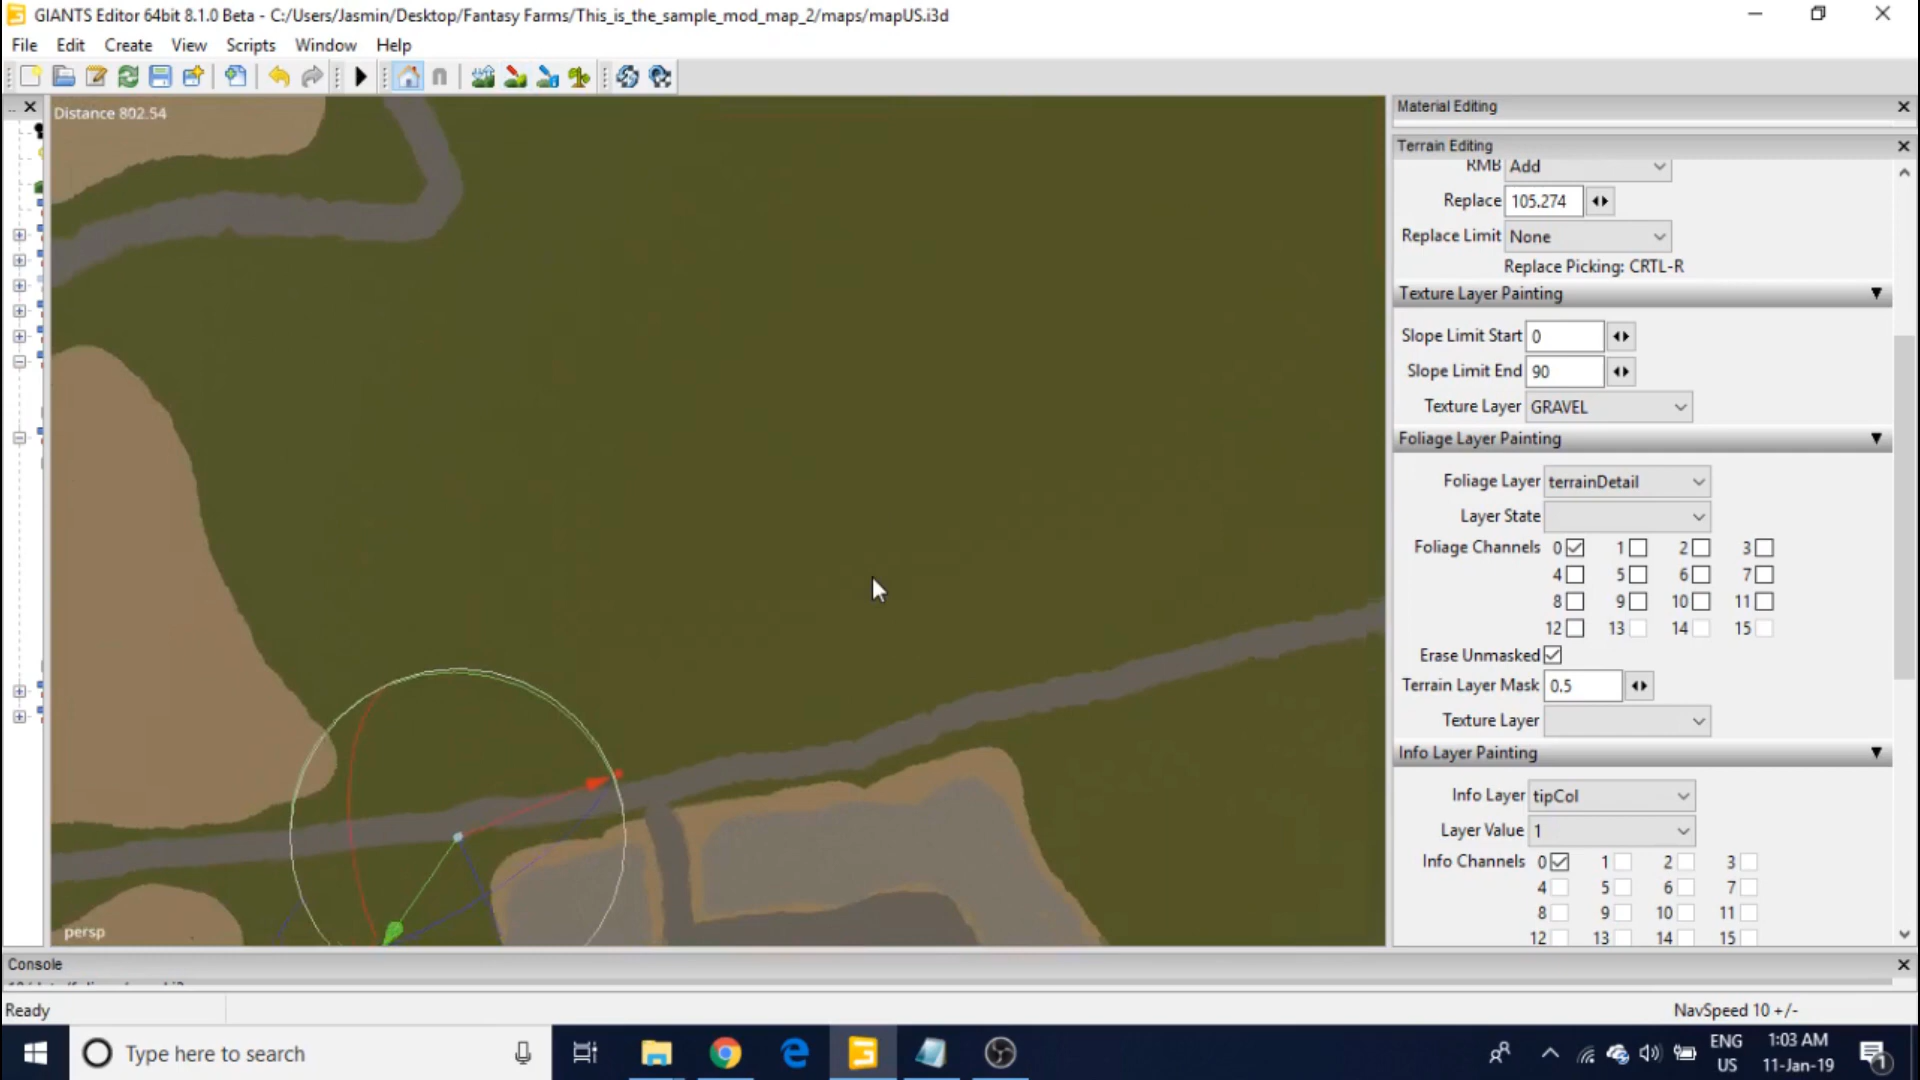 GIANTS Editor 64bit 8.1.0 Beta - C:/Users/Jasmin/Desktop/Fantasy Farms/This_is_the_sample_mod_map_2/maps/mapUS.i3d
File Edit Create View Scripts Window Help
..
Distance 802.54
persp
Material Editing
Terrain Editing
RMB Add
Replace 105.274
Replace Limit None
Replace Picking: CRTL-R
Texture Layer Painting
Slope Limit Start 0
Slope Limit End 90
Texture Layer GRAVEL
Foliage Layer Painting
Foliage Layer terrainDetail
Layer State
Foliage Channels 0 1 2 3
4 5 6 7
8 9 10 11
12 13 14 15
Erase Unmasked
Terrain Layer Mask 0.5
Texture Layer
Info Layer Painting
Info Layer tipCol
Layer Value 1
Info Channels 0 1 2 3
4 5 6 7
8 9 10 11
12 13 14 15
Console
Ready
NavSpeed 10 +/-
Type here to search
ENG
US
1:03 AM
11-Jan-19
1